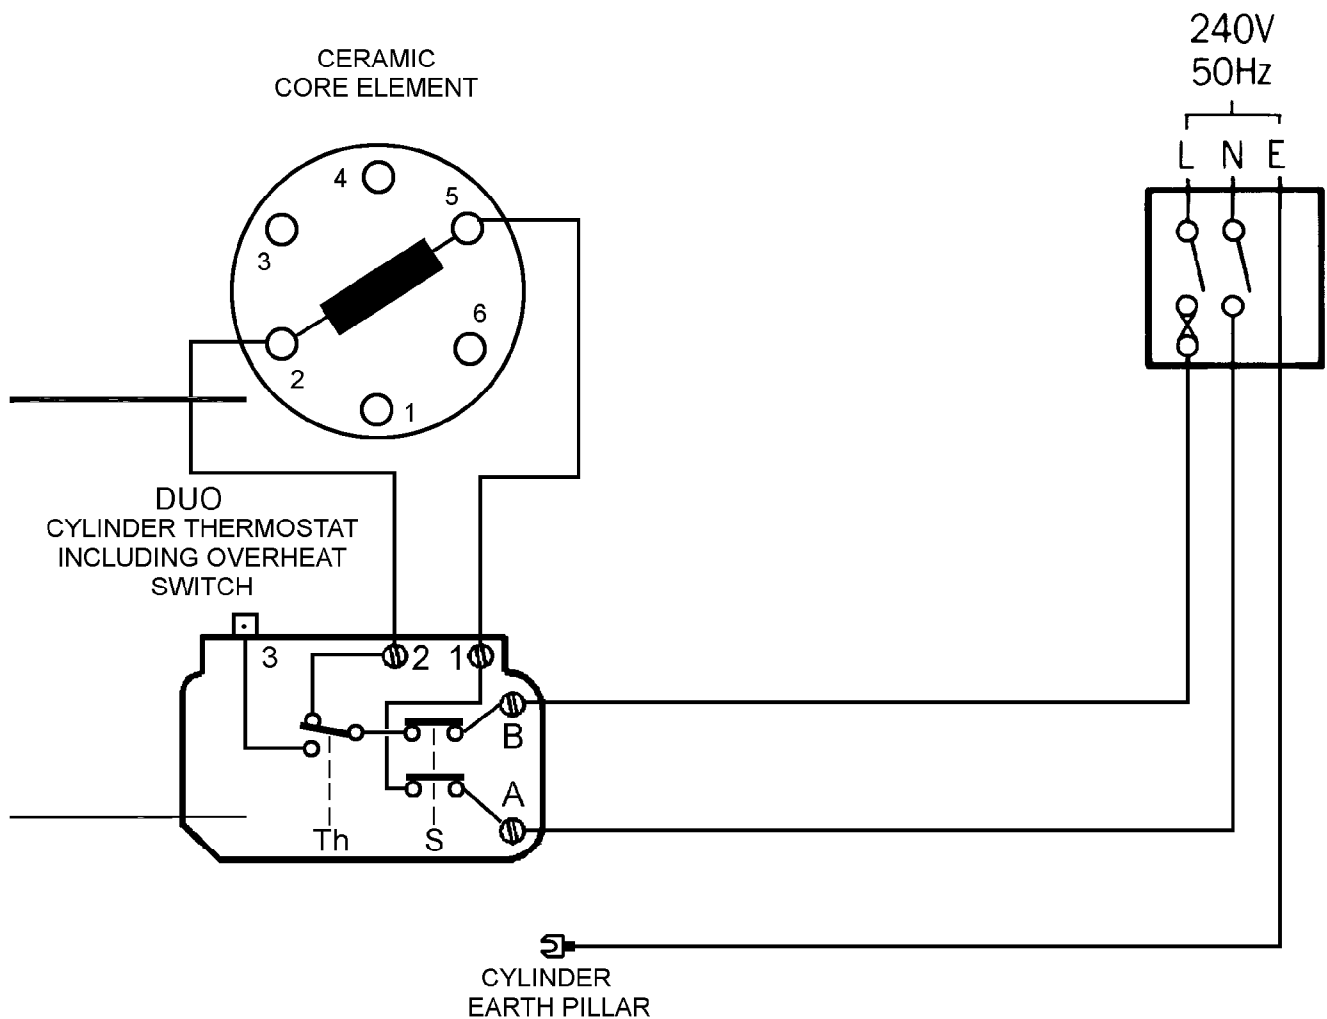 240V
50Hz
L N E
CERAMIC
CORE ELEMENT
4
5
3
6
2
1
DUO
CYLINDER THERMOSTAT
INCLUDING OVERHEAT
SWITCH
3 2 1
B
A
Th S
CYLINDER
EARTH PILLAR